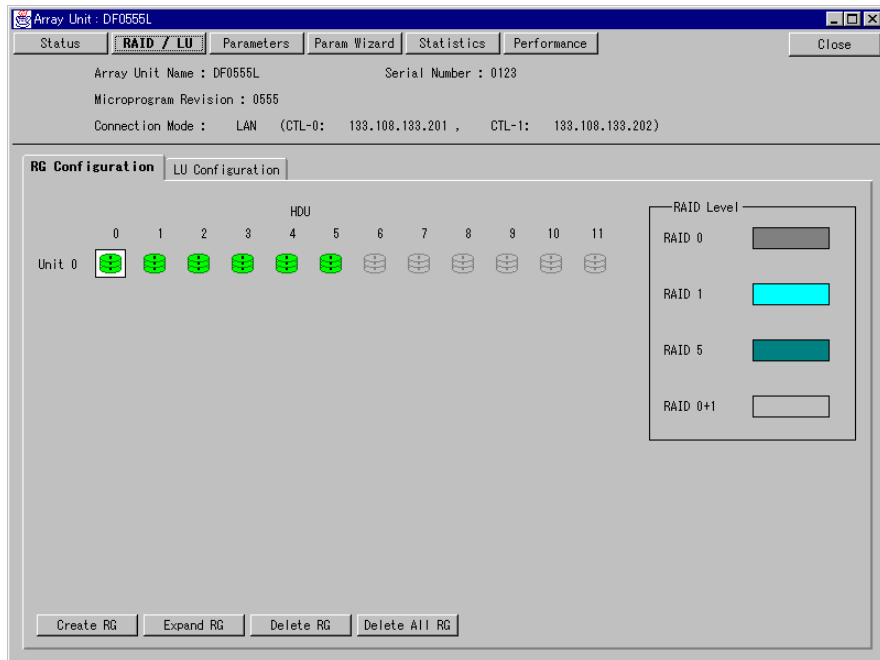 Array Unit : DF0555L
Status RAID / LU Parameters Param Wizard Statistics Performance Close
Array Unit Name : DF0555L Serial Number : 0123
Microprogram Revision : 0555
Connection Mode : LAN (CTL-0: 133.108.133.201 , CTL-1: 133.108.133.202)
RG Configuration LU Configuration
HDU
0 1 2 3 4 5 6 7 8 9 10 11
Unit 0
RAID Level
RAID 0
RAID 1
RAID 5
RAID 0+1
Create RG Expand RG Delete RG Delete All RG